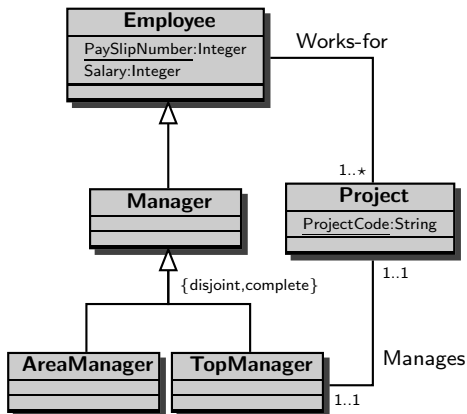 Employee
PaySlipNumber:Integer
Salary:Integer
Works-for
1..⋆
Manager
Project
ProjectCode:String
1..1
{disjoint,complete}
AreaManager
TopManager
Manages
1..1